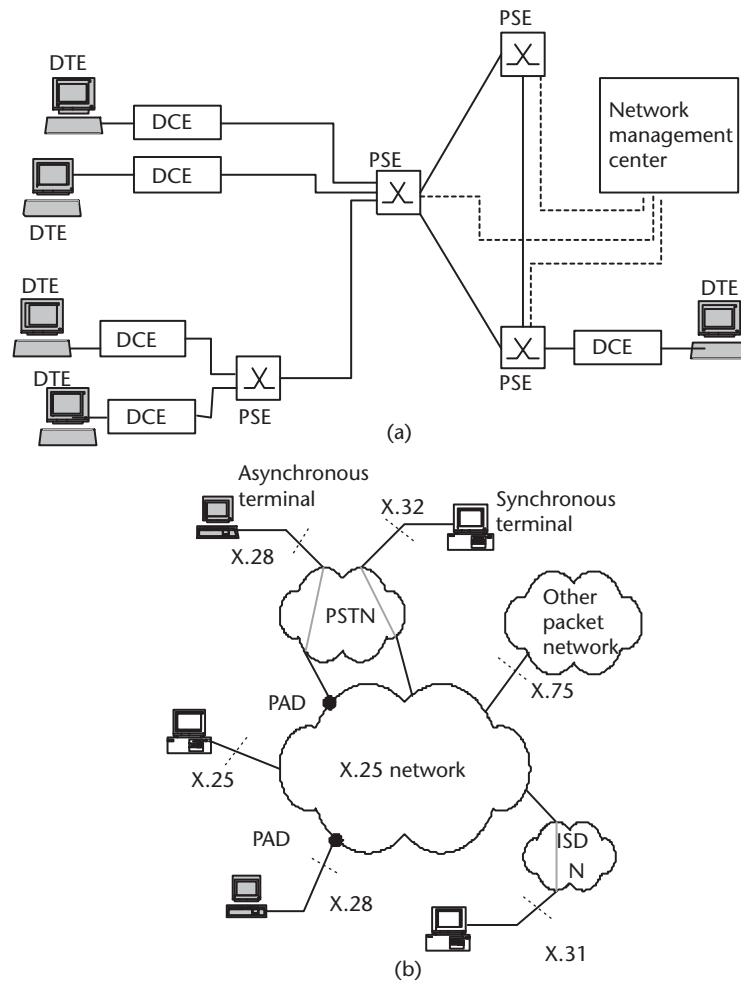 PSE
DTE
DCE
Network
management
center
PSE
DCE
DTE
DTE
DTE
DCE
DCE
DTE
DCE
PSE
PSE
(a)
Asynchronous
terminal
X.32
Synchronous
terminal
X.28
PSTN
Other
packet
network
X.75
PAD
X.25
X.25 network
PAD
ISD
N
X.28
X.31
(b)